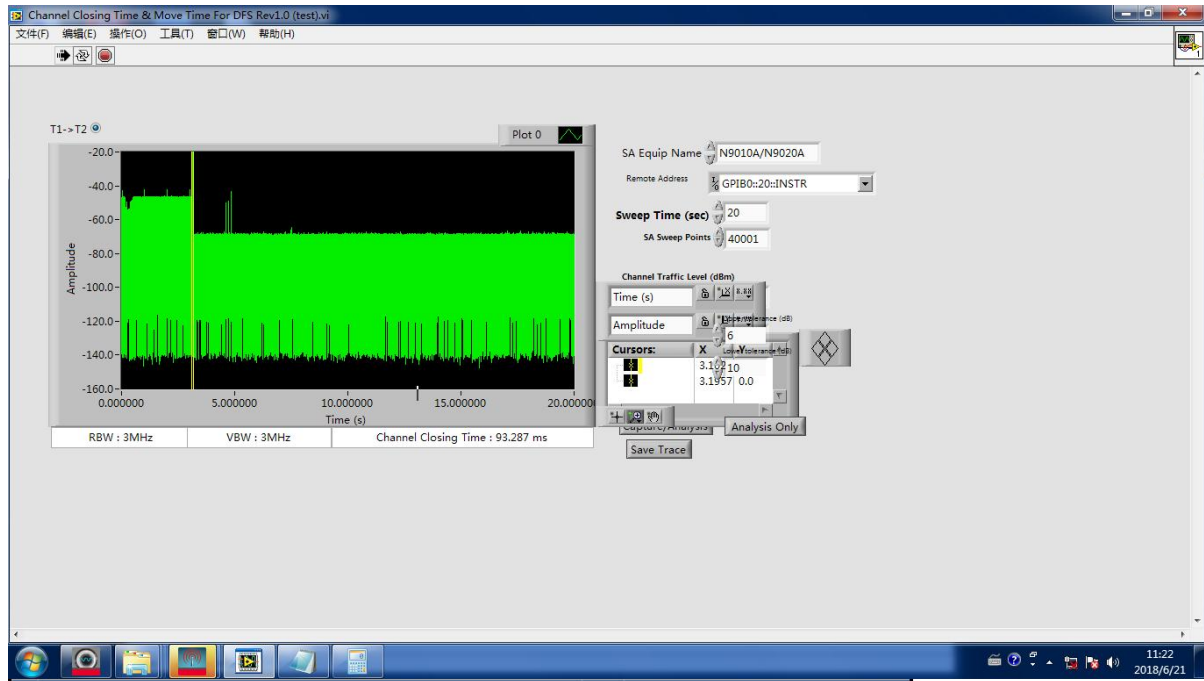 Channel Closing Time & Move Time For DFS Rev1.0 (test).vi
文件(F) 编辑(E) 操作(O) 工具(T) 窗口(W) 帮助(H)
T1->T2
Plot 0
-20.0
-40.0
-60.0
-80.0
-100.0
-120.0
-140.0
-160.0
Amplitude
0.000000 5.000000 10.000000 15.000000 20.000000
Time (s)
RBW : 3MHz VBW : 3MHz Channel Closing Time : 93.287 ms
SA Equip Name N9010A/N9020A
Remote Address GPIB0::20::INSTR
Sweep Time (sec) 20
SA Sweep Points 40001
Channel Traffic Level (dBm)
Time (s)
Amplitude
6
Cursors: X Y
10
3.1957 0.0
Capture/Analysis Analysis Only
Save Trace
11:22
2018/6/21